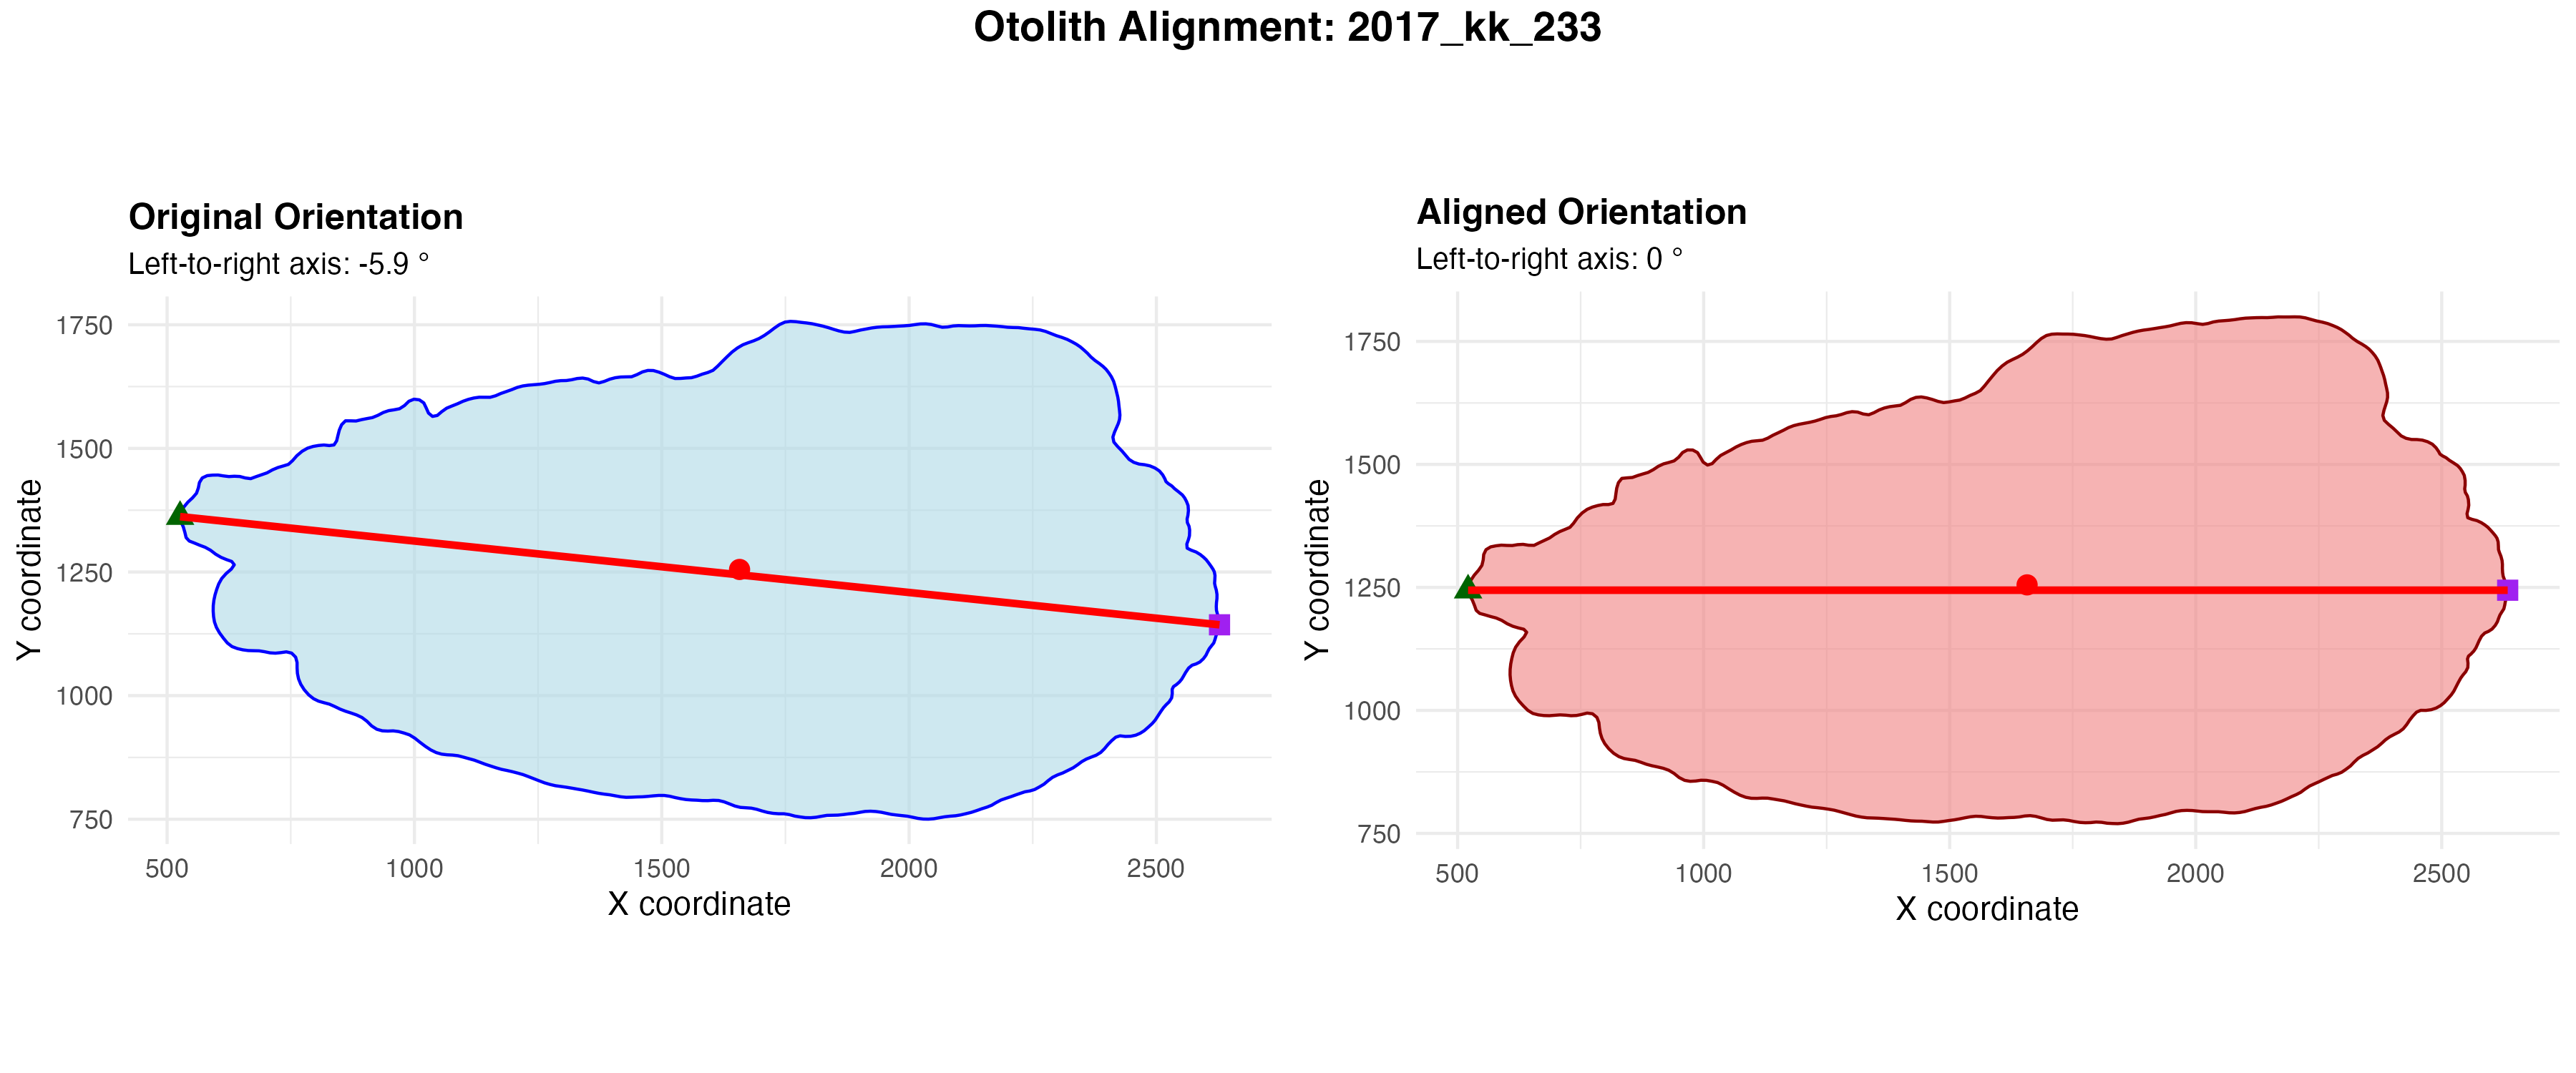 Otolith Alignment: 2017_kk_233
Original Orientation
Left-to-right axis: -5.9 °
1750
1500
1250
1000
750
Y coordinate
500 1000 1500 2000 2500
X coordinate
Aligned Orientation
Left-to-right axis: 0 °
1750
1500
1250
1000
750
Y coordinate
500 1000 1500 2000 2500
X coordinate